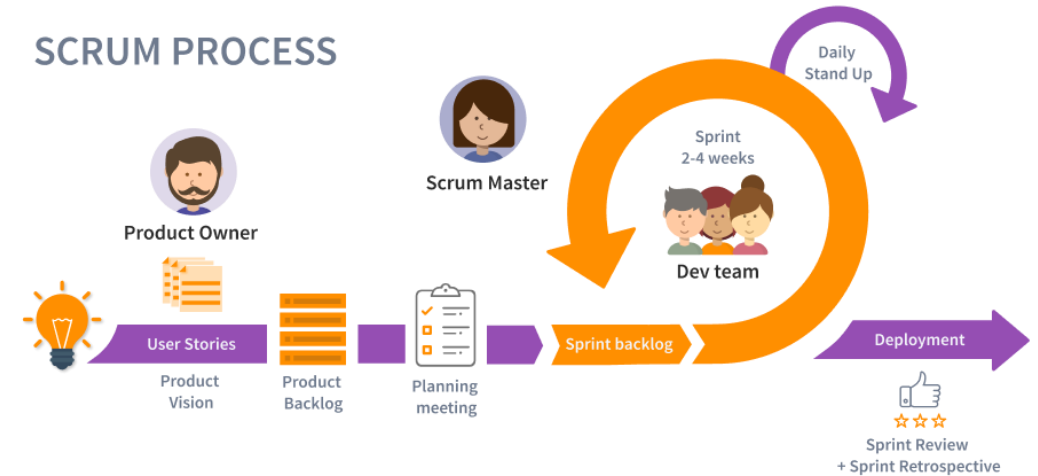 SCRUM PROCESS
Daily
Stand Up
Sprint
2-4 weeks
Scrum Master
Product Owner
Dev team
User Stories
Sprint backlog
Deployment
Product
Vision
Product
Backlog
Planning
meeting
Sprint Review
+ Sprint Retrospective